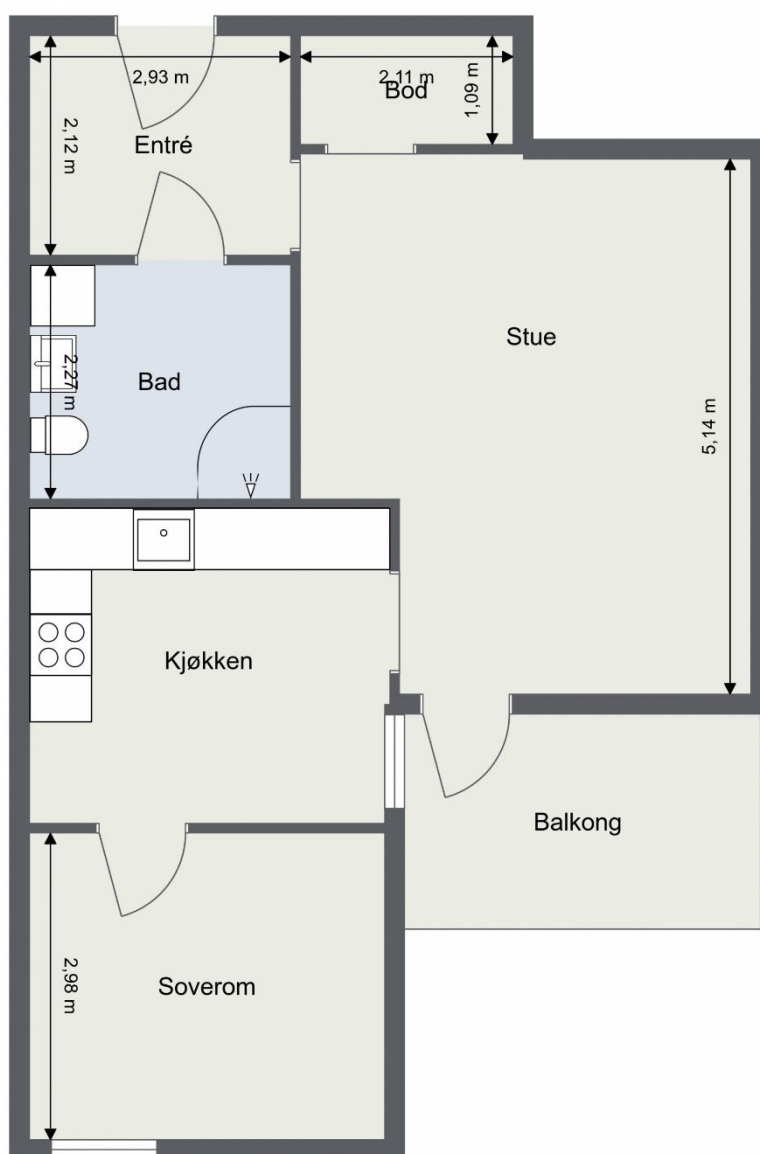 2,93 m
2,11 m
Bod
1,09 m
2,12 m
Entré
Stue
2,27 m
Bad
5,14 m
Kjøkken
Balkong
2,98 m
Soverom